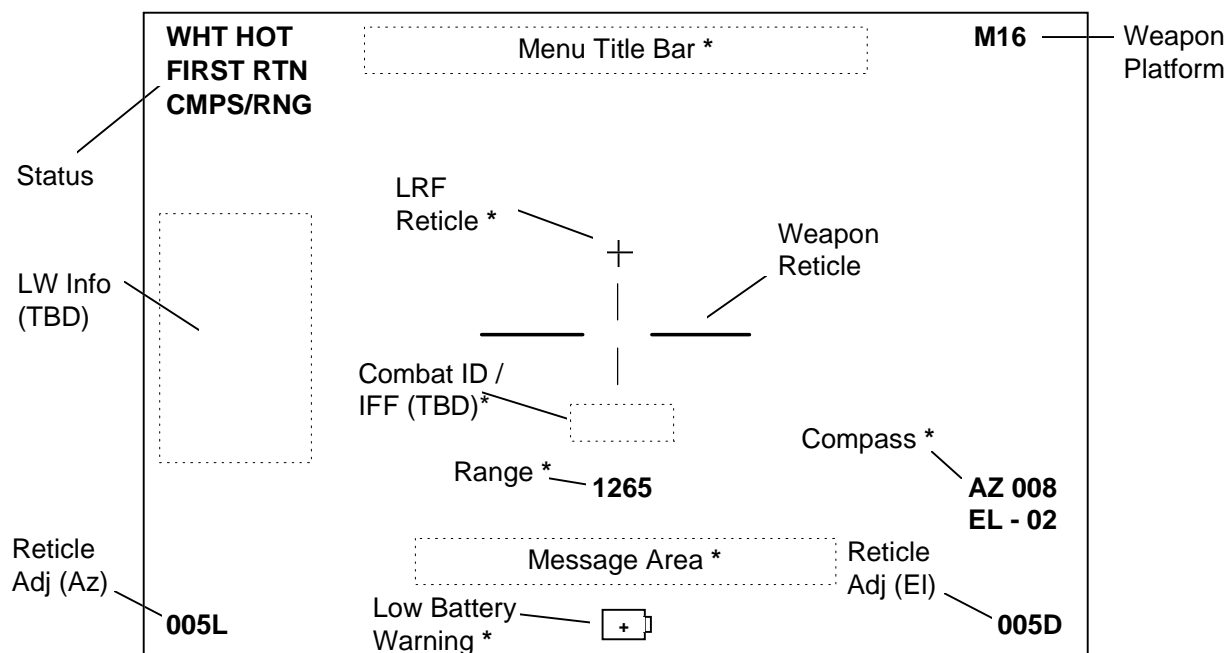 WHT HOT
FIRST RTN
CMPS/RNG
Menu Title Bar *
M16
Weapon
Platform
Status
LRF
Reticle *
Weapon
Reticle
LW Info
(TBD)
Combat ID /
IFF (TBD)*
Compass *
Range *
1265
AZ 008
EL - 02
Reticle
Adj (Az)
Message Area *
Reticle
Adj (El)
005L
Low Battery
Warning *
+
005D